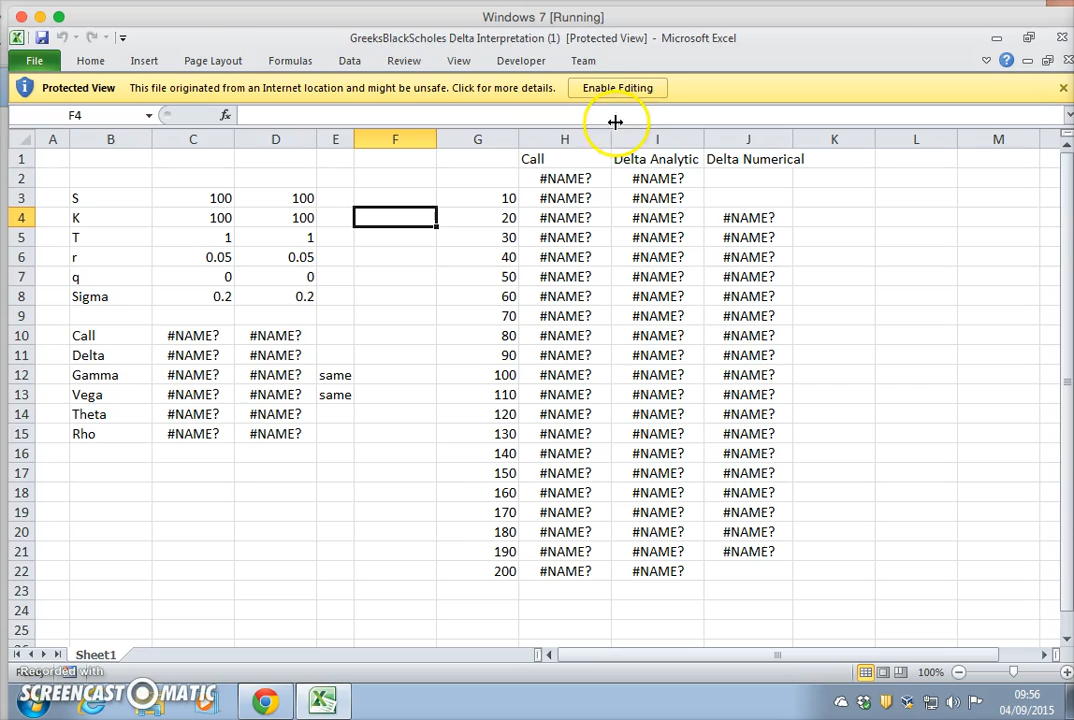 Windows 7 [Running]
GreeksBlackScholes Delta Interpretation (1) [Protected View] - Microsoft Excel
File Home Insert Page Layout Formulas Data Review View Developer Team
Protected View This file originated from an Internet location and might be unsafe. Click for more details. Enable Editing
F4 fx
A B C D E F G H I J K L M
1 Call Delta Analytic Delta Numerical
2 #NAME? #NAME?
3 S 100 100 10 #NAME? #NAME?
4 K 100 100 20 #NAME? #NAME? #NAME?
5 T 1 1 30 #NAME? #NAME? #NAME?
6 r 0.05 0.05 40 #NAME? #NAME? #NAME?
7 q 0 0 50 #NAME? #NAME? #NAME?
8 Sigma 0.2 0.2 60 #NAME? #NAME? #NAME?
9 70 #NAME? #NAME? #NAME?
10 Call #NAME? #NAME? 80 #NAME? #NAME? #NAME?
11 Delta #NAME? #NAME? 90 #NAME? #NAME? #NAME?
12 Gamma #NAME? #NAME? same 100 #NAME? #NAME? #NAME?
13 Vega #NAME? #NAME? same 110 #NAME? #NAME? #NAME?
14 Theta #NAME? #NAME? 120 #NAME? #NAME? #NAME?
15 Rho #NAME? #NAME? 130 #NAME? #NAME? #NAME?
16 140 #NAME? #NAME? #NAME?
17 150 #NAME? #NAME? #NAME?
18 160 #NAME? #NAME? #NAME?
19 170 #NAME? #NAME? #NAME?
20 180 #NAME? #NAME? #NAME?
21 190 #NAME? #NAME? #NAME?
22 200 #NAME? #NAME?
23
24
25
Sheet1
Recorded with 100%
SCREENCAST-O-MATIC 09:56
04/09/2015